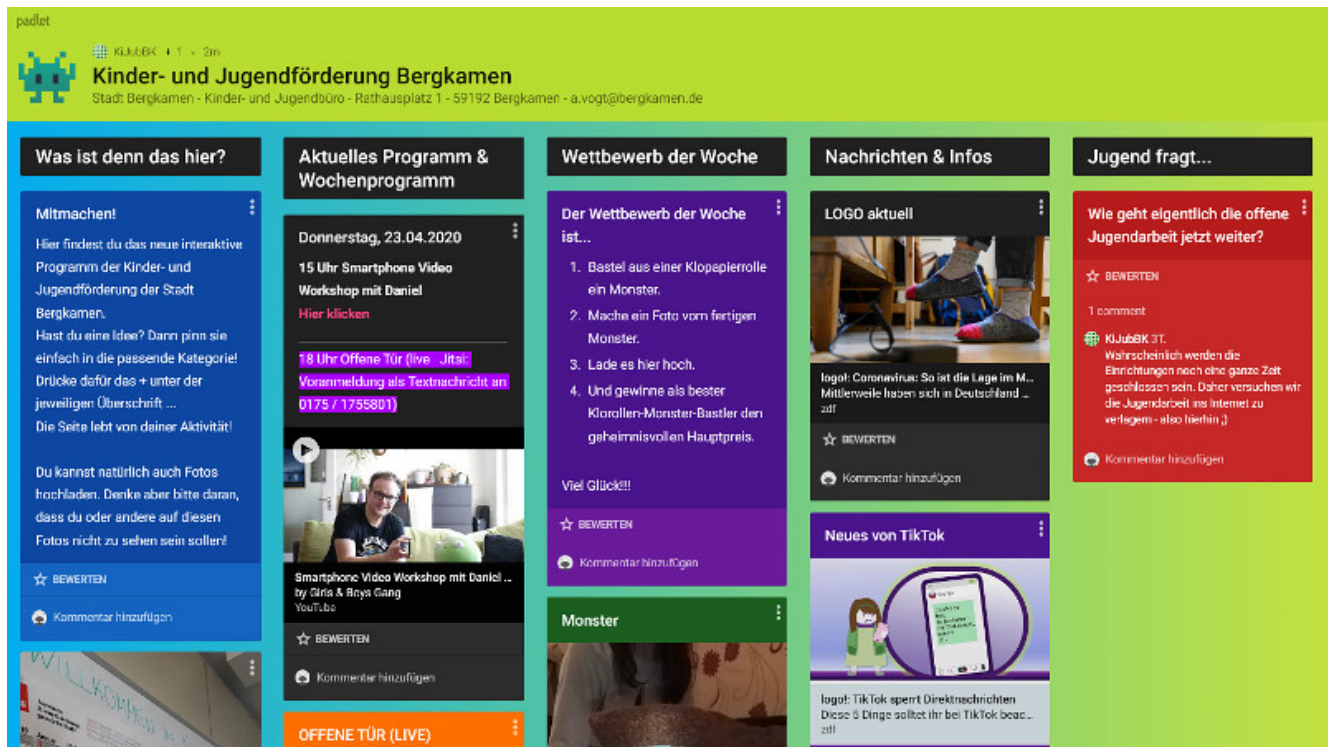 padlet
KiJubBK + 1 • 2m
Kinder- und Jugendförderung Bergkamen
Stadt Bergkamen - Kinder- und Jugendbüro - Rathausplatz 1 - 59192 Bergkamen - a.vogt@bergkamen.de
Was ist denn das hier?
Mitmachen!
Hier findest du das neue interaktive
Programm der Kinder- und
Jugendförderung der Stadt
Bergkamen.
Hast du eine Idee? Dann pinn sie
einfach in die passende Kategorie!
Drücke dafür das + unter der
jeweiligen Überschrift ...
Die Seite lebt von deiner Aktivität!
Du kannst natürlich auch Fotos
hochladen. Denke aber bitte daran,
dass du oder andere auf diesen
Fotos nicht zu sehen sein sollen!
BEWERTEN
Kommentar hinzufügen
WILLKOMMEN
Aktuelles Programm &
Wochenprogramm
Donnerstag, 23.04.2020
15 Uhr Smartphone Video
Workshop mit Daniel
Hier klicken
18 Uhr Offene Tür (live Jitsi:
Voranmeldung als Textnachricht an
0175 / 1755801)
Smartphone Video Workshop mit Daniel ...
by Girls & Boys Gang
YouTube
BEWERTEN
Kommentar hinzufügen
OFFENE TÜR (LIVE)
Wettbewerb der Woche
Der Wettbewerb der Woche
ist...
1. Bastel aus einer Klopapierrolle
ein Monster.
2. Mache ein Foto vom fertigen
Monster.
3. Lade es hier hoch.
4. Und gewinne als bester
Klorollen-Monster-Bastler den
geheimnisvollen Hauptpreis.
Viel Glück!!!
BEWERTEN
Kommentar hinzufügen
Monster
Nachrichten & Infos
LOGO aktuell
logo!: Coronavirus: So ist die Lage im M...
Mittlerweile haben sich in Deutschland ...
zdf
BEWERTEN
Kommentar hinzufügen
Neues von TikTok
logo!: TikTok sperrt Direktnachrichten
Diese 5 Dinge solltet ihr bei TikTok beac...
zdf
Jugend fragt...
Wie geht eigentlich die offene
Jugendarbeit jetzt weiter?
BEWERTEN
1 comment
KiJubBK 3T.
Wahrscheinlich werden die
Einrichtungen noch eine ganze Zeit
geschlossen sein. Daher versuchen wir
die Jugendarbeit ins Internet zu
verlagern - also hierhin ;)
Kommentar hinzufügen